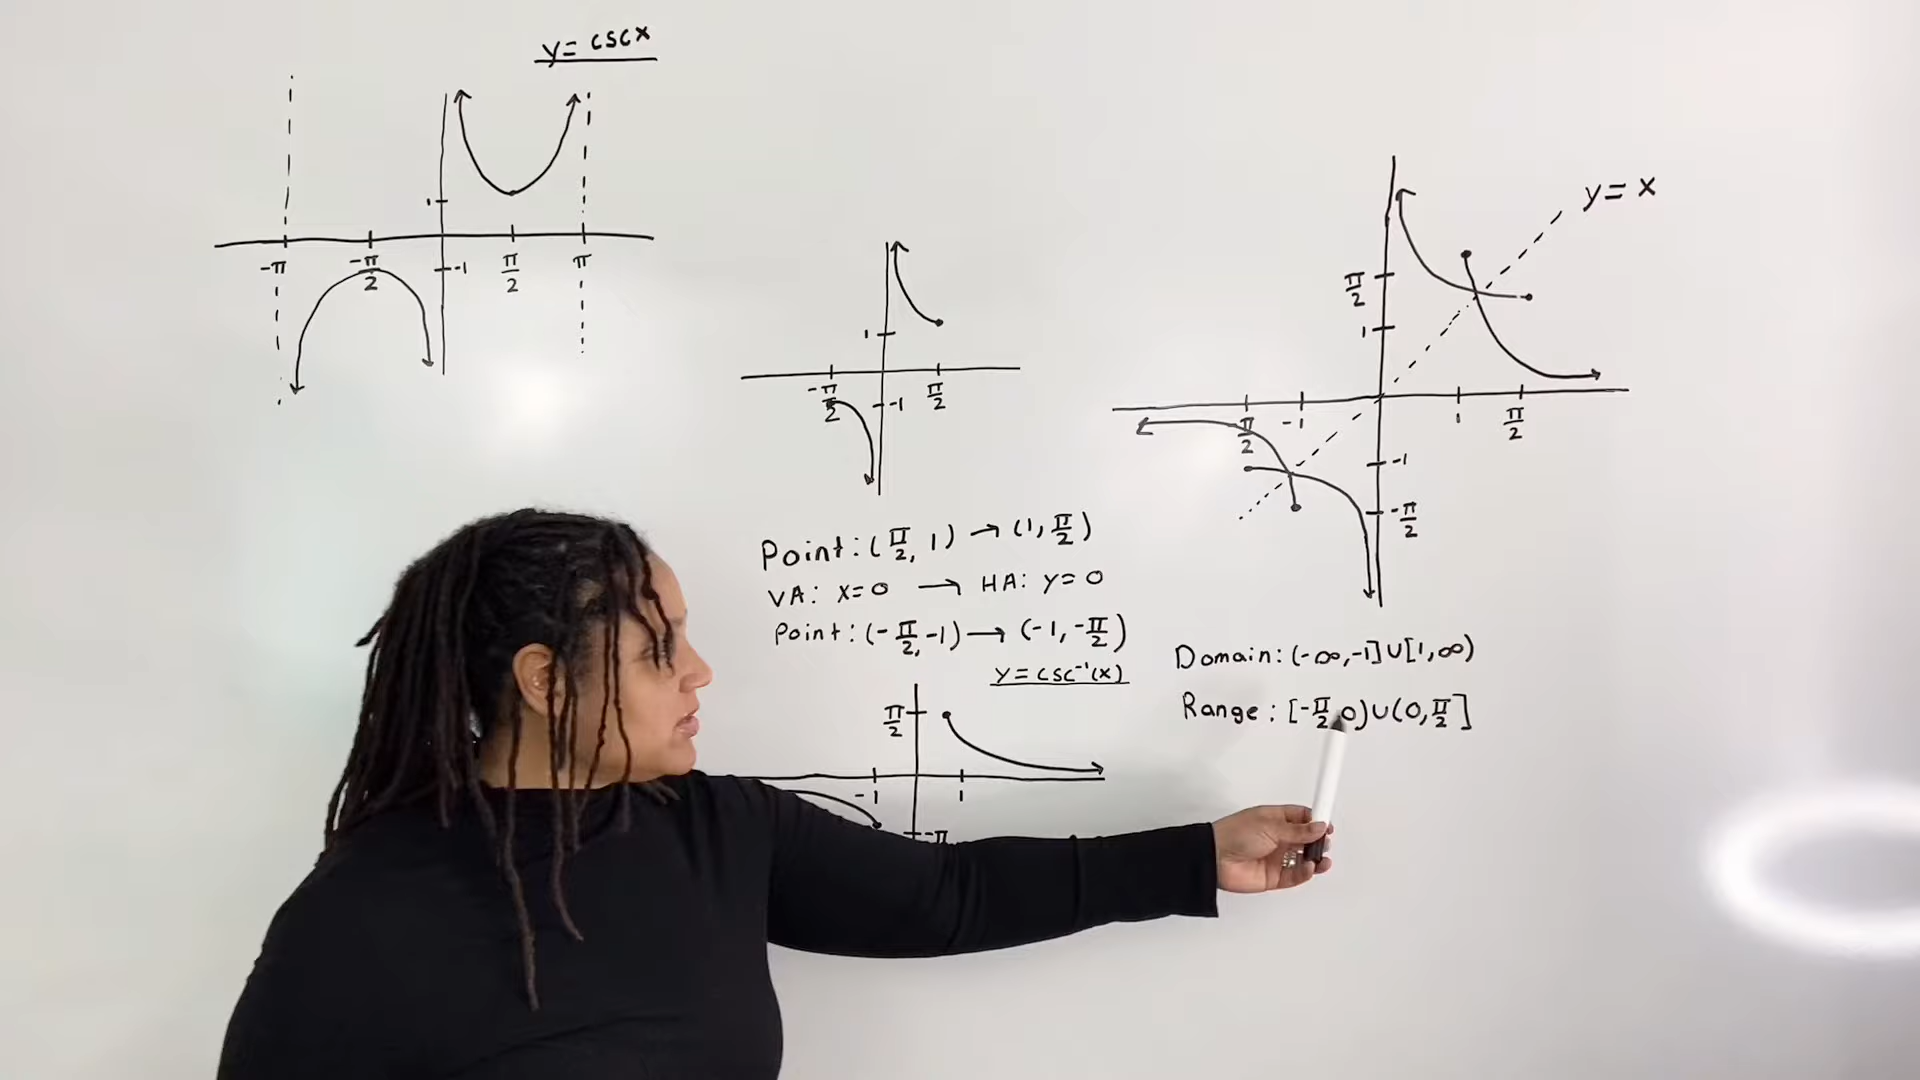 y = csc x
1
-π
-π/2
-1
π/2
π
1
-π/2
-1
π/2
y = x
π/2
1
π/2
-1
1
π/2
-1
-π/2
Point: (π/2, 1) → (1, π/2)
VA: x=0 → HA: y=0
Point: (-π/2, -1) → (-1, -π/2)
y = csc⁻¹(x)
π/2
-1
1
-π
Domain: (-∞, -1] ∪ [1, ∞)
Range: [-π/2, 0) ∪ (0, π/2]